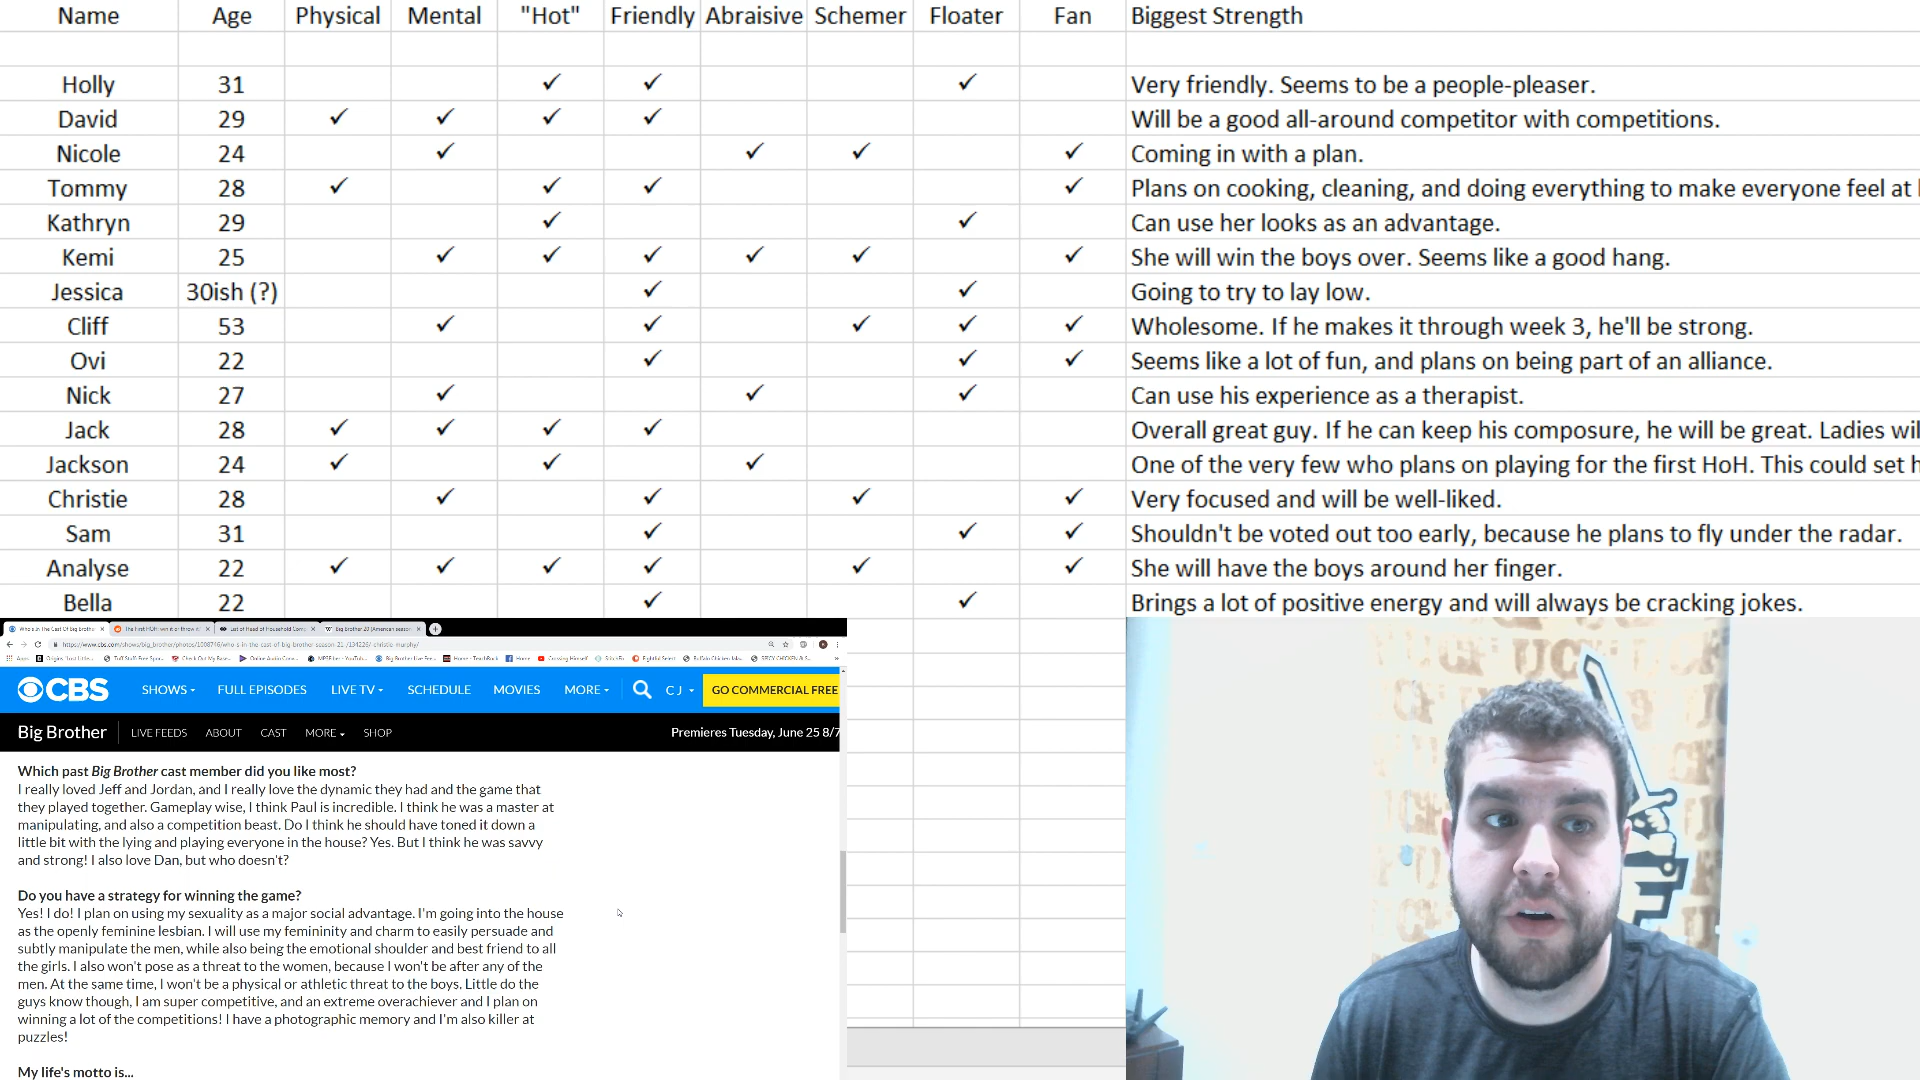 Name Age Physical Mental "Hot" Friendly Abraisive Schemer Floater Fan Biggest Strength
Holly 31 ✓ ✓ ✓ Very friendly. Seems to be a people-pleaser.
David 29 ✓ ✓ ✓ ✓ Will be a good all-around competitor with competitions.
Nicole 24 ✓ ✓ ✓ ✓ Coming in with a plan.
Tommy 28 ✓ ✓ ✓ ✓ Plans on cooking, cleaning, and doing everything to make everyone feel at
Kathryn 29 ✓ ✓ Can use her looks as an advantage.
Kemi 25 ✓ ✓ ✓ ✓ ✓ ✓ She will win the boys over. Seems like a good hang.
Jessica 30ish (?) ✓ ✓ Going to try to lay low.
Cliff 53 ✓ ✓ ✓ ✓ ✓ Wholesome. If he makes it through week 3, he'll be strong.
Ovi 22 ✓ ✓ ✓ Seems like a lot of fun, and plans on being part of an alliance.
Nick 27 ✓ ✓ ✓ Can use his experience as a therapist.
Jack 28 ✓ ✓ ✓ ✓ Overall great guy. If he can keep his composure, he will be great. Ladies wil
Jackson 24 ✓ ✓ ✓ One of the very few who plans on playing for the first HoH. This could set h
Christie 28 ✓ ✓ ✓ ✓ Very focused and will be well-liked.
Sam 31 ✓ ✓ ✓ Shouldn't be voted out too early, because he plans to fly under the radar.
Analyse 22 ✓ ✓ ✓ ✓ ✓ ✓ She will have the boys around her finger.
Bella 22 ✓ ✓ Brings a lot of positive energy and will always be cracking jokes.
CBS SHOWS FULL EPISODES LIVE TV SCHEDULE MOVIES MORE C J GO COMMERCIAL FREE
Big Brother LIVE FEEDS ABOUT CAST MORE SHOP Premieres Tuesday, June 25 8/7
Which past Big Brother cast member did you like most?
I really loved Jeff and Jordan, and I really love the dynamic they had and the game that
they played together. Gameplay wise, I think Paul is incredible. I think he was a master at
manipulating, and also a competition beast. Do I think he should have toned it down a
little bit with the lying and playing everyone in the house? Yes. But I think he was savvy
and strong! I also love Dan, but who doesn't?
Do you have a strategy for winning the game?
Yes! I do! I plan on using my sexuality as a major social advantage. I'm going into the house
as the openly feminine lesbian. I will use my femininity and charm to easily persuade and
subtly manipulate the men, while also being the emotional shoulder and best friend to all
the girls. I also won't pose as a threat to the women, because I won't be after any of the
men. At the same time, I won't be a physical or athletic threat to the boys. Little do the
guys know though, I am super competitive, and an extreme overachiever and I plan on
winning a lot of the competitions! I have a photographic memory and I'm also killer at
puzzles!
My life's motto is...